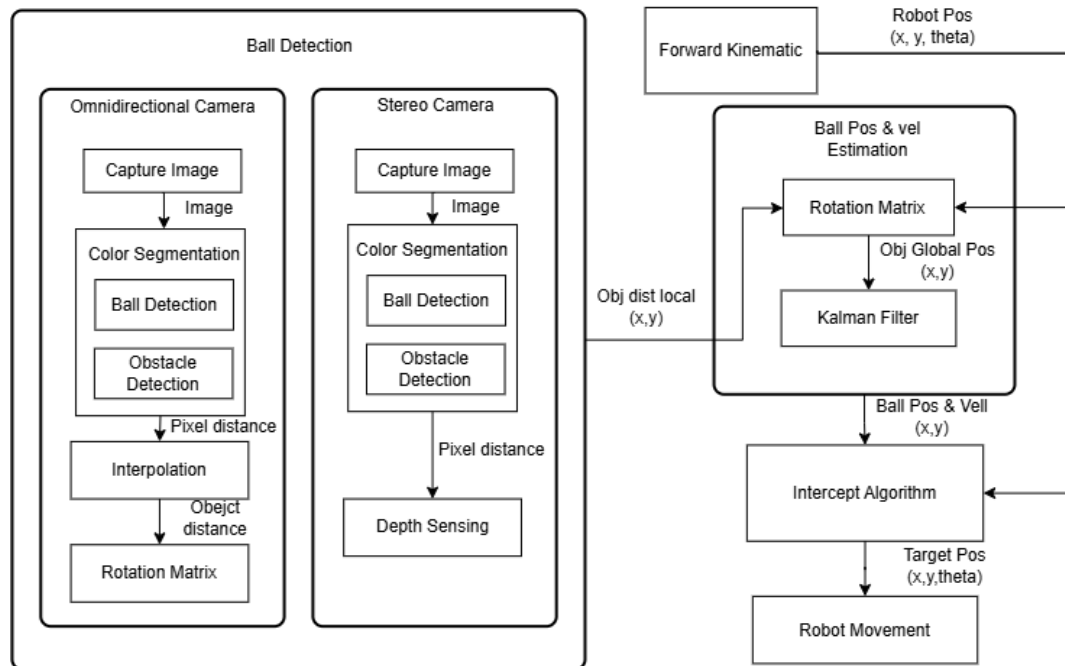 Ball Detection
Omnidirectional Camera
Capture Image
Image
Color Segmentation
Ball Detection
Obstacle
Detection
Pixel distance
Interpolation
Obejct
distance
Rotation Matrix
Stereo Camera
Capture Image
Image
Color Segmentation
Ball Detection
Obstacle
Detection
Pixel distance
Depth Sensing
Obj dist local
(x,y)
Forward Kinematic
Robot Pos
(x, y, theta)
Ball Pos & vel
Estimation
Rotation Matrix
Obj Global Pos
(x,y)
Kalman Filter
Ball Pos & Vell
(x,y)
Intercept Algorithm
Target Pos
(x,y,theta)
Robot Movement